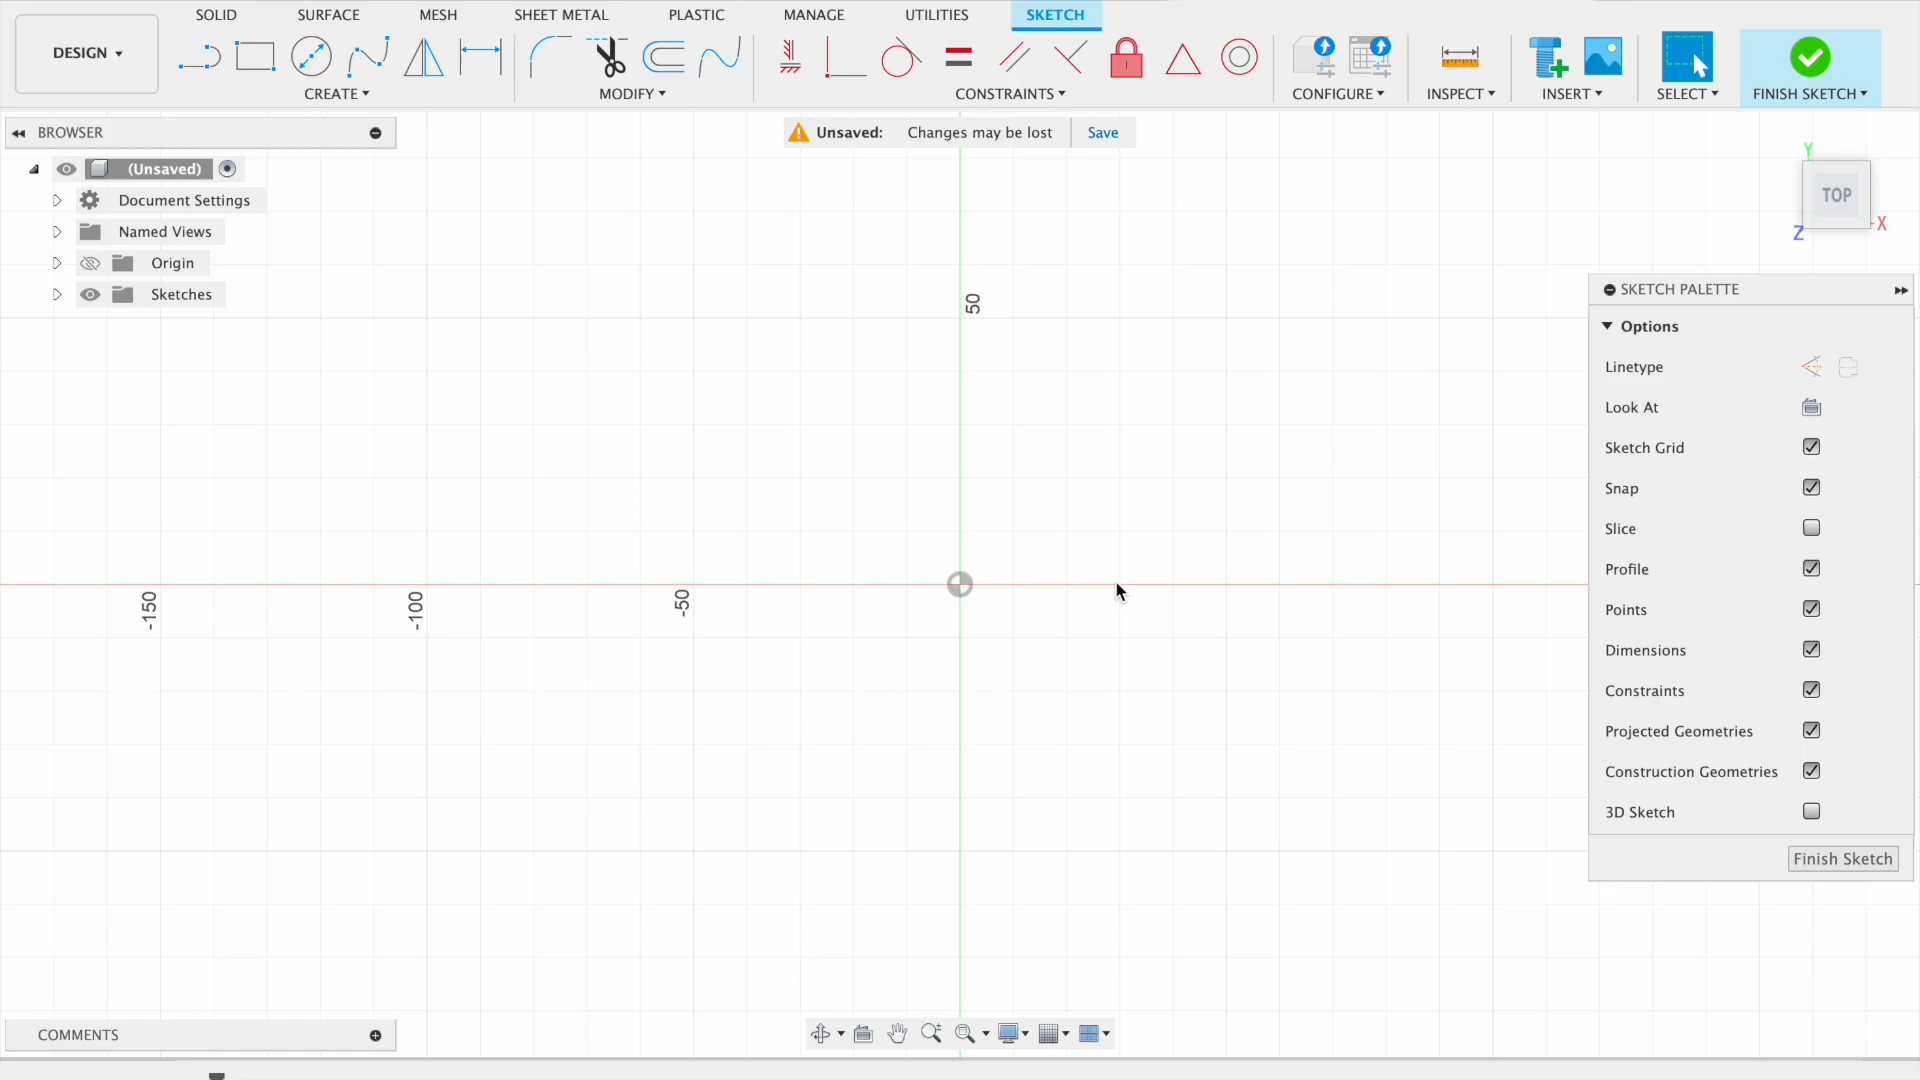 SOLID SURFACE MESH SHEET METAL PLASTIC MANAGE UTILITIES SKETCH
DESIGN
CREATE MODIFY CONSTRAINTS CONFIGURE INSPECT INSERT SELECT FINISH SKETCH
BROWSER
Unsaved: Changes may be lost Save
(Unsaved)
Document Settings
Named Views
Origin
Sketches
Y
TOP
X
Z
50
-150
-100
-50
SKETCH PALETTE
Options
Linetype
Look At
Sketch Grid
Snap
Slice
Profile
Points
Dimensions
Constraints
Projected Geometries
Construction Geometries
3D Sketch
Finish Sketch
COMMENTS